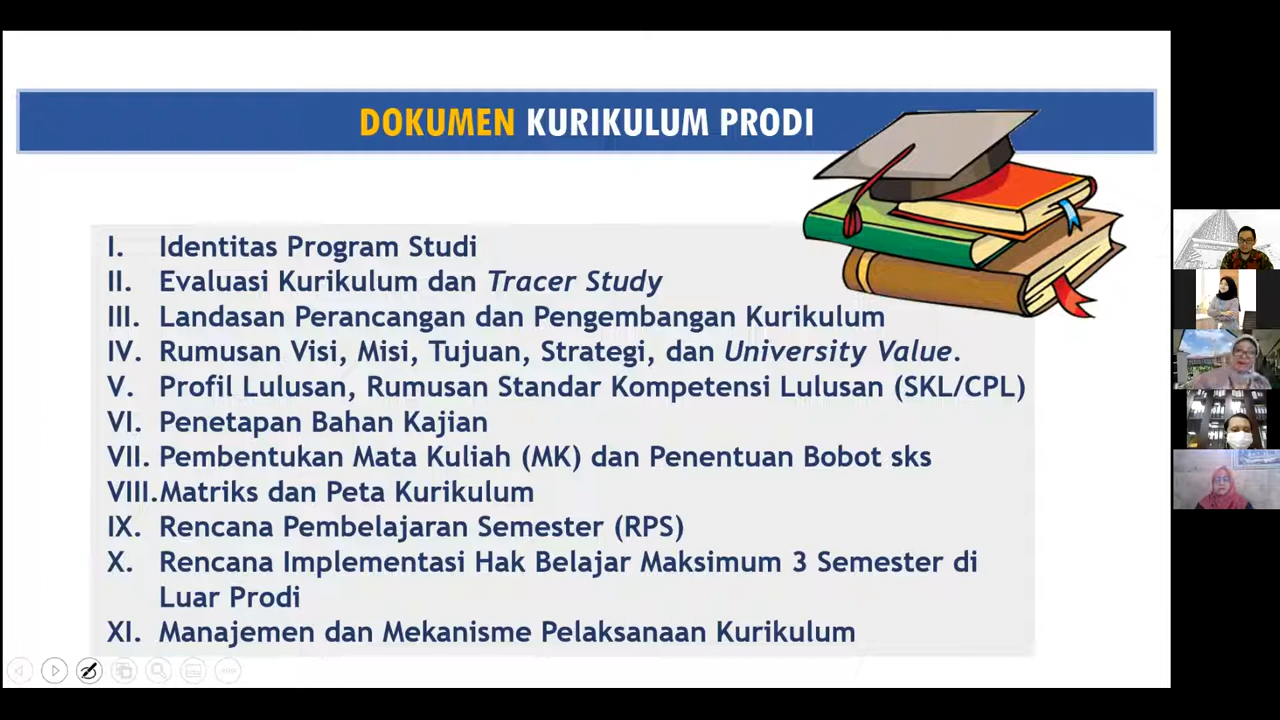 DOKUMEN KURIKULUM PRODI
I. Identitas Program Studi
II. Evaluasi Kurikulum dan Tracer Study
III. Landasan Perancangan dan Pengembangan Kurikulum
IV. Rumusan Visi, Misi, Tujuan, Strategi, dan University Value.
V. Profil Lulusan, Rumusan Standar Kompetensi Lulusan (SKL/CPL)
VI. Penetapan Bahan Kajian
VII. Pembentukan Mata Kuliah (MK) dan Penentuan Bobot sks
VIII. Matriks dan Peta Kurikulum
IX. Rencana Pembelajaran Semester (RPS)
X. Rencana Implementasi Hak Belajar Maksimum 3 Semester di
Luar Prodi
XI. Manajemen dan Mekanisme Pelaksanaan Kurikulum